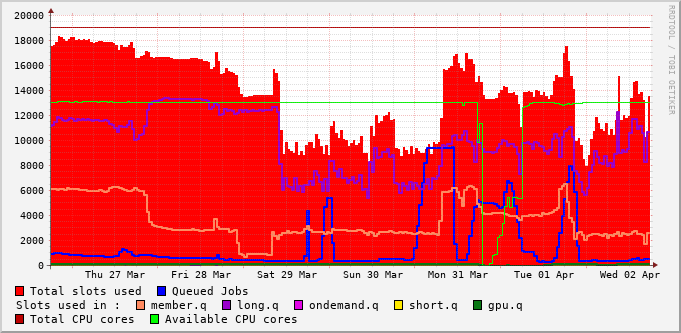 20000
18000
16000
14000
12000
10000
8000
6000
4000
2000
0
Thu 27 Mar Fri 28 Mar Sat 29 Mar Sun 30 Mar Mon 31 Mar Tue 01 Apr Wed 02 Apr
Total slots used Queued Jobs
Slots used in : member.q long.q ondemand.q short.q gpu.q
Total CPU cores Available CPU cores
RRDTOOL / TOBI OETIKER